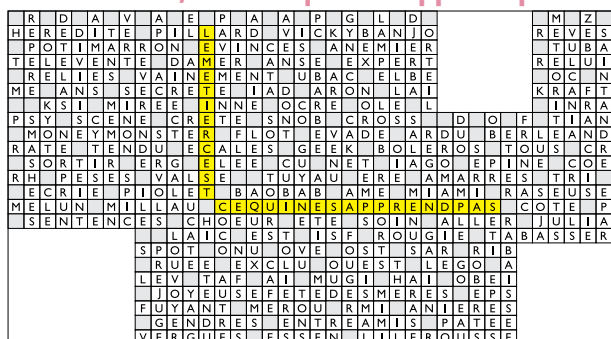 R D A V A E P A A P G L D M Z
HEREDITE PILLARD VICKYBANJO REVES
POTIMARRON EVINCES ANEMIER TUBA
TELEVENTE DAMER ANSE EXPERT RELUI
RELIES VAINEMENT UBAC ELBE OC N
ME ANS SECRETE IAD ARON LAI KRAFT
KSI MIREE INNE OCRE OLE L INRA
PSY SCENE CRETE SNOB CROSS D O F TIAN
MONEYMONSTER FLOT EVADE ARDU BERLEAND
RATE TENDU ECALES GEEK BOLEROS TOUS CR
SORTIR ERG ELEE CU NET IAGO EPINE COE
RH PESES VALS TUYAU ERE AMARRES TRI
ECRIE PIOLET BAOBAB AME MIAMI RASEUSE
MELUN MILLAU CEQUINESAPPRENDPAS COTE P
SENTENCES CHOEUR ETE SOIN ALLER JULIA
LAIC EST ISF ROUGIE TABASSER
SPOT ONU OVE OST SAR RIB
RUEE EXCLU OUEST LEGO A
LEV TAF AI MUGI HAI OBEI
JOYEUSEFETEDESMERES EPS
FUYANT MEROU RMI ANIERES
GENDRES ENTREAMIS PATEE
VERGUES ESSEN LILEROUSSE